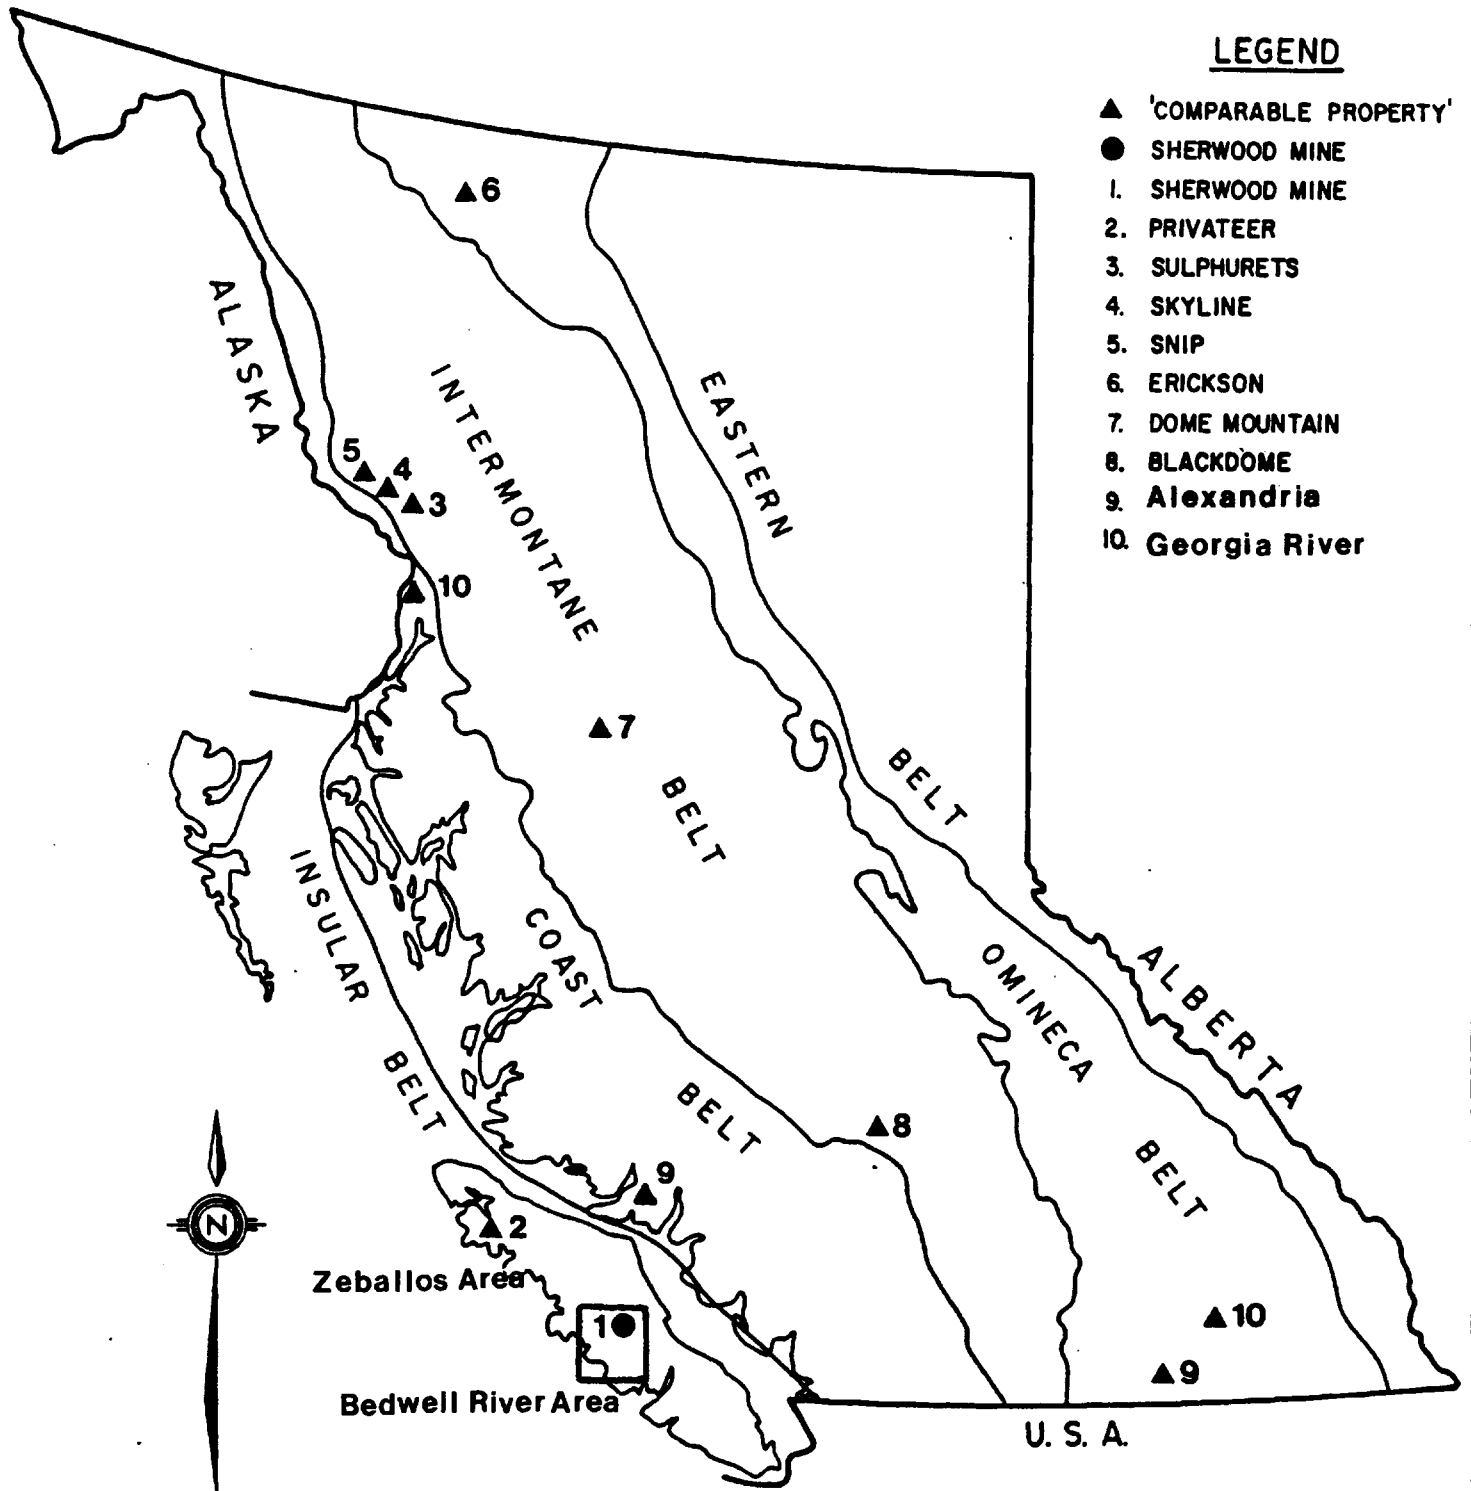 LEGEND
▲ 'COMPARABLE PROPERTY'
● SHERWOOD MINE
1. SHERWOOD MINE
2. PRIVATEER
3. SULPHURETS
4. SKYLINE
5. SNIP
6. ERICKSON
7. DOME MOUNTAIN
8. BLACKDOME
9. Alexandria
10. Georgia River
6
ALASKA
INTERMONTANE
BELT
EASTERN
BELT
5
4
3
10
7
INSULAR
BELT
COAST
BELT
OMINECA
BELT
ALBERTA
8
9
2
N
Zeballos Area
1
Bedwell River Area
10
9
U. S. A.